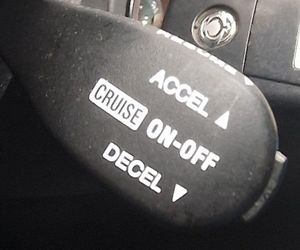 ACCEL ▲
CRUISE ON-OFF
DECEL ▼